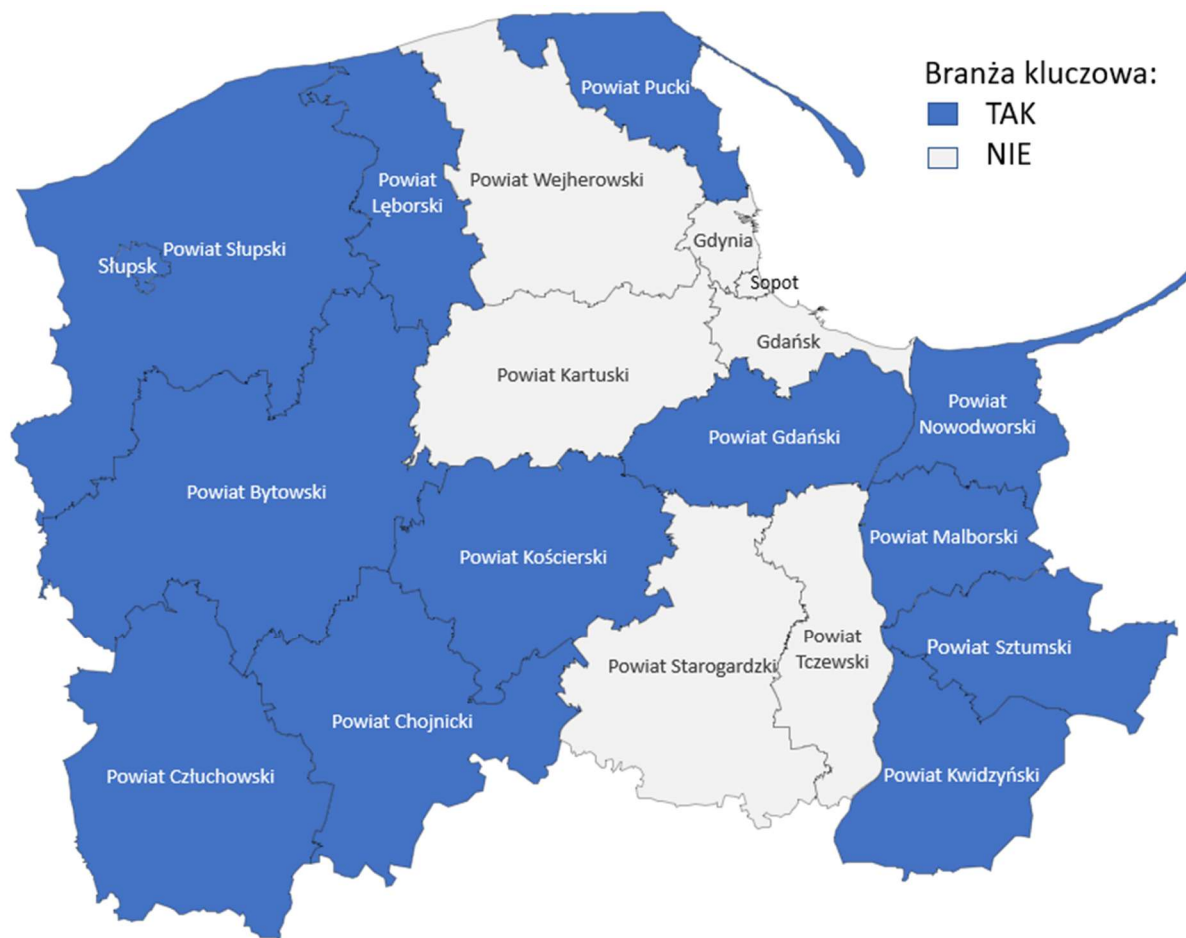 Branża kluczowa:
TAK
NIE
Powiat Pucki
Powiat Wejherowski
Powiat
Lęborski
Gdynia
Powiat Słupski
Słupsk
Sopot
Gdańsk
Powiat Kartuski
Powiat
Nowodworski
Powiat Gdański
Powiat Bytowski
Powiat Malborski
Powiat Kościerski
Powiat
Tczewski
Powiat Sztumski
Powiat Starogardzki
Powiat Chojnicki
Powiat Człuchowski
Powiat Kwidzyński